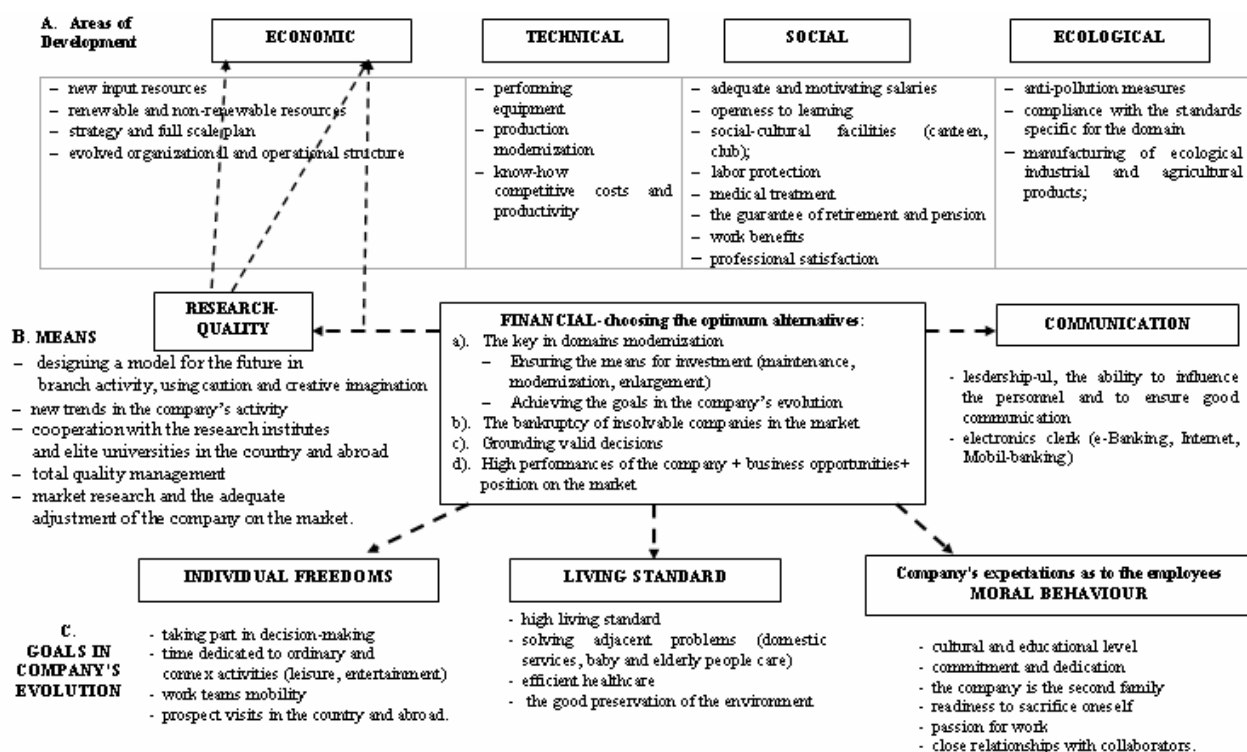 A. Areas of
Development
ECONOMIC
TECHNICAL
SOCIAL
ECOLOGICAL
– new input resources
– renewable and non-renewable resources
– strategy and full scale plan
– evolved organizational and operational structure
– performing
equipment
– production
modernization
– know-how
competitive costs and
productivity
– adequate and motivating salaries
– openness to learning
– social-cultural facilities (canteen,
club);
– labor protection
– medical treatment
– the guarantee of retirement and pension
– work benefits
– professional satisfaction
– anti-pollution measures
– compliance with the standards
specific for the domain
– manufacturing of ecological
industrial and agricultural
products;
RESEARCH-
QUALITY
B. MEANS
– designing a model for the future in
branch activity, using caution and creative imagination
– new trends in the company's activity
– cooperation with the research institutes
and elite universities in the country and abroad
– total quality management
– market research and the adequate
adjustment of the company on the market.
FINANCIAL- choosing the optimum alternatives:
a). The key in domains modernization
– Ensuring the means for investment (maintenance,
modernization, enlargement)
– Achieving the goals in the company's evolution
b). The bankruptcy of insolvable companies in the market
c). Grounding valid decisions
d). High performances of the company + business opportunities+
position on the market
COMMUNICATION
- lesdership-ul, the ability to influence
the personnel and to ensure good
communication
- electronics clerk (e-Banking, Internet,
Mobil-banking)
INDIVIDUAL FREEDOMS
LIVING STANDARD
Company's expectations as to the employees
MORAL BEHAVIOUR
C.
GOALS IN
COMPANY'S
EVOLUTION
- taking part in decision-making
- time dedicated to ordinary and
connex activities (leisure, entertainment)
- work teams mobility
- prospect visits in the country and abroad.
- high living standard
- solving adjacent problems (domestic
services, baby and elderly people care)
- efficient healthcare
- the good preservation of the environment
- cultural and educational level
- commitment and dedication
- the company is the second family
- readiness to sacrifice oneself
- passion for work
- close relationships with collaborators.